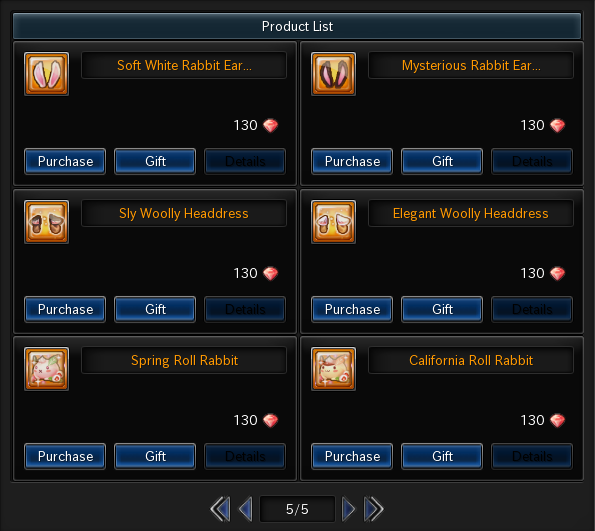 Product List
Soft White Rabbit Ear...
Mysterious Rabbit Ear...
130
130
Purchase Gift Details
Purchase Gift Details
Sly Woolly Headdress
Elegant Woolly Headdress
130
130
Purchase Gift Details
Purchase Gift Details
Spring Roll Rabbit
California Roll Rabbit
130
130
Purchase Gift Details
Purchase Gift Details
5/5